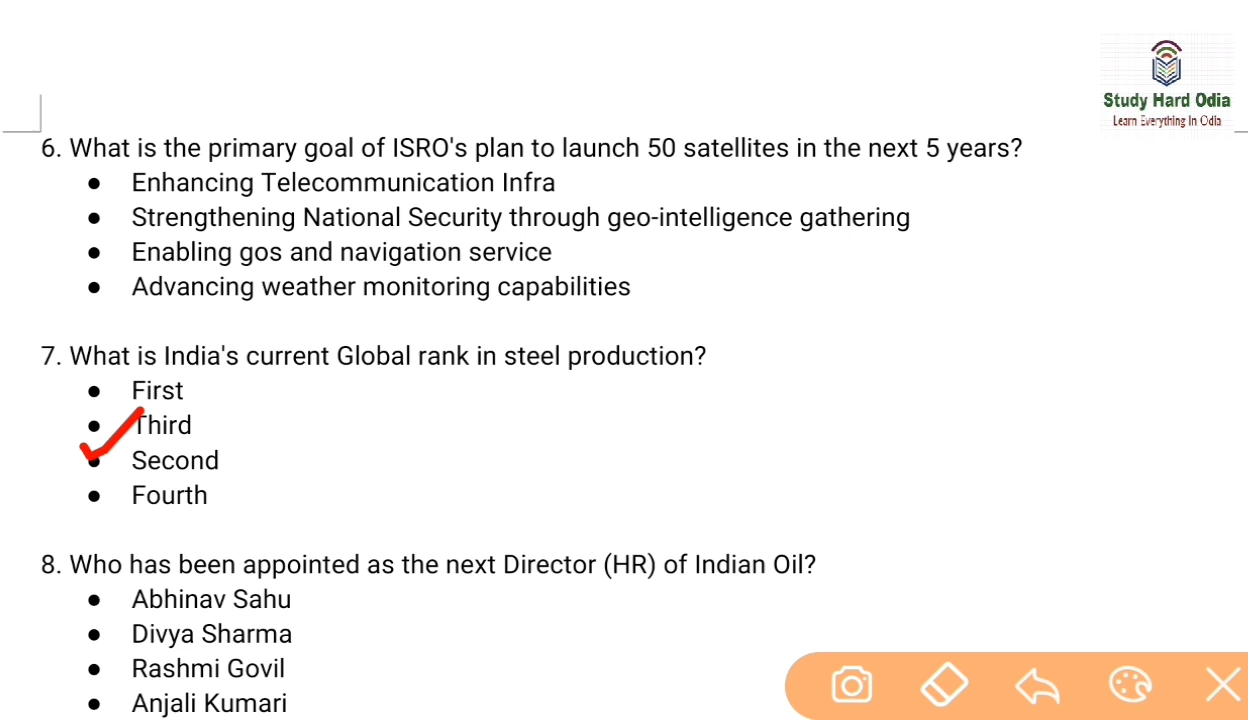 Study Hard Odia
Learn Everything In Odia
6. What is the primary goal of ISRO's plan to launch 50 satellites in the next 5 years?
● Enhancing Telecommunication Infra
● Strengthening National Security through geo-intelligence gathering
● Enabling gos and navigation service
● Advancing weather monitoring capabilities
7. What is India's current Global rank in steel production?
● First
● Third
● Second
● Fourth
8. Who has been appointed as the next Director (HR) of Indian Oil?
● Abhinav Sahu
● Divya Sharma
● Rashmi Govil
● Anjali Kumari